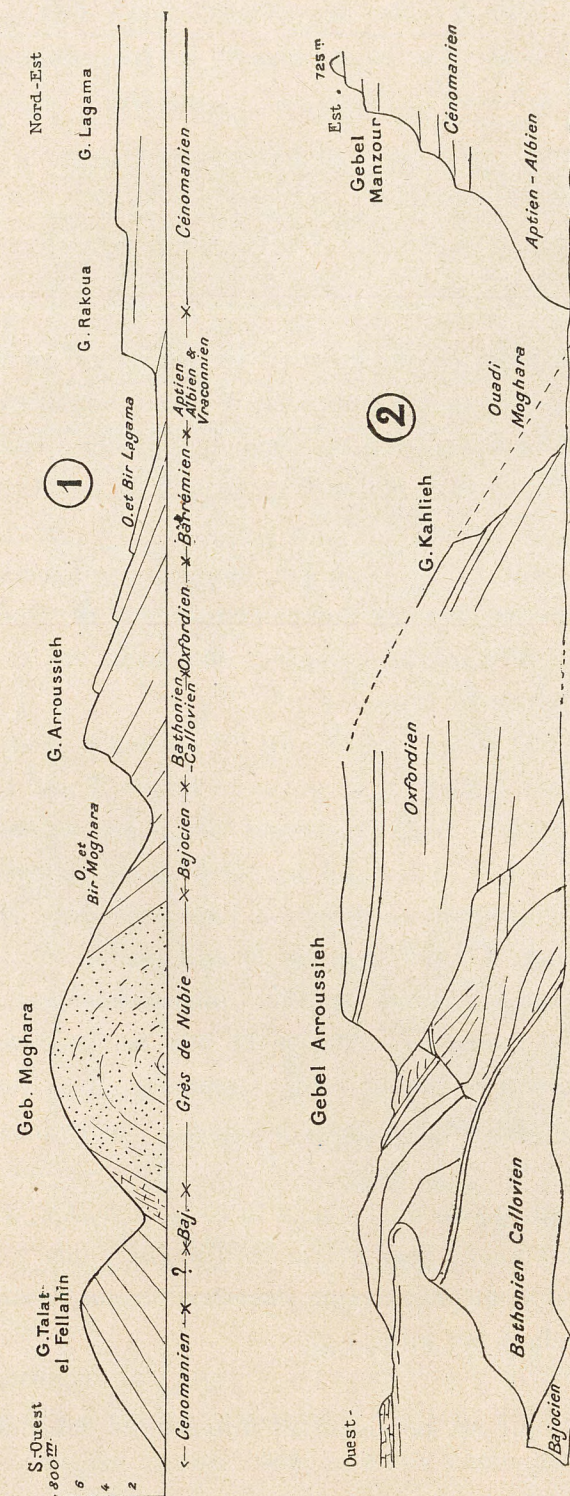 S.-Ouest
800 m.
6
4
2
G. Talat
el Fellahin
Geb. Moghara
O. et
Bir Moghara
G. Arroussieh
1
O. et Bir Lagama
G. Rakoua
G. Lagama
Nord-Est
← Cenomanien × ? × Baj. × Grès de Nubie × Bajocien × Bathonien
-Callovien × Oxfordien × Barrémien × Aptien
Albien &
Vraconnien × Cénomanien
Ouest-
Gebel Arroussieh
2
G. Kahlieh
Ouadi
Moghara
Gebel
Manzour
Est.
725 m
Cénomanien
Aptien-Albien
Oxfordien
Bathonien Callovien
Bajocien